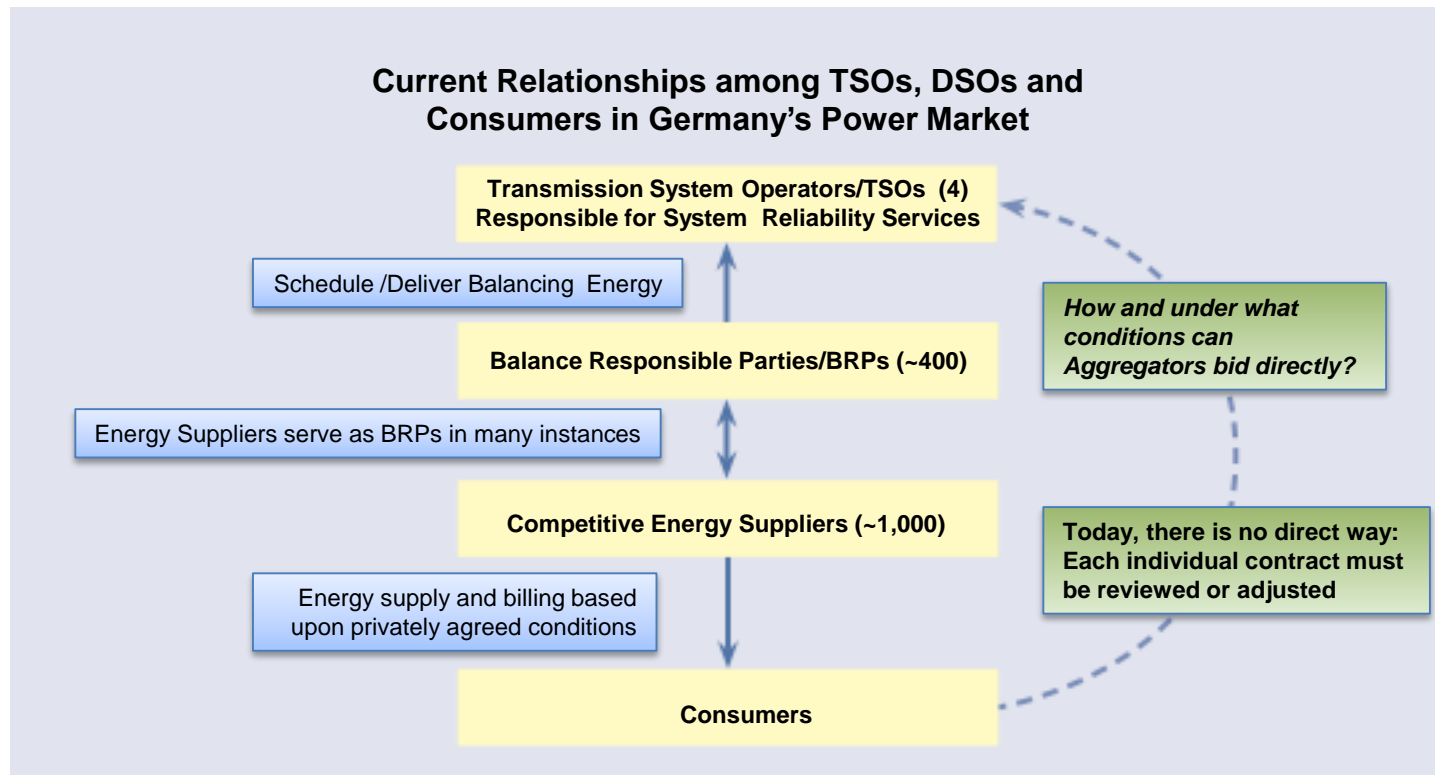 Current Relationships among TSOs, DSOs and
Consumers in Germany's Power Market
Transmission System Operators/TSOs (4)
Responsible for System Reliability Services
Schedule /Deliver Balancing Energy
How and under what
conditions can
Aggregators bid directly?
Balance Responsible Parties/BRPs (~400)
Energy Suppliers serve as BRPs in many instances
Competitive Energy Suppliers (~1,000)
Today, there is no direct way:
Each individual contract must
be reviewed or adjusted
Energy supply and billing based
upon privately agreed conditions
Consumers